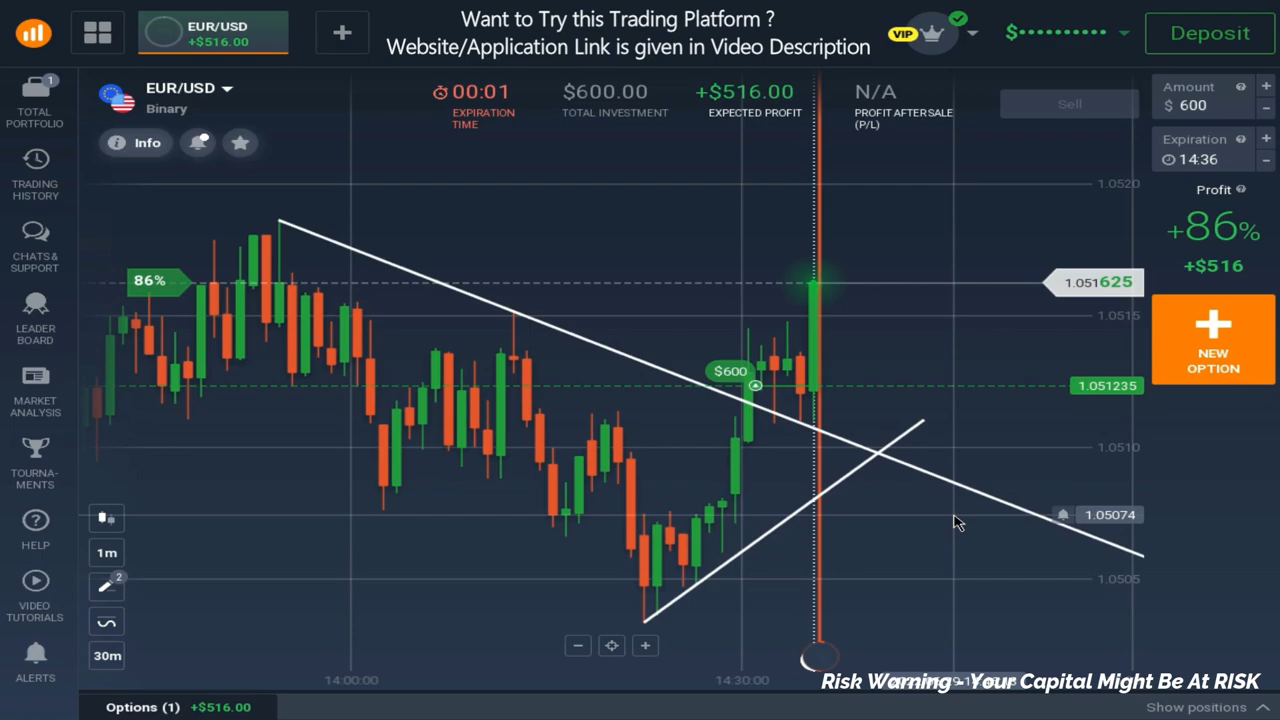 EUR/USD
+$516.00
Want to Try this Trading Platform ?
Website/Application Link is given in Video Description
VIP
$
Deposit
1
TOTAL
PORTFOLIO
TRADING
HISTORY
CHATS &
SUPPORT
LEADER
BOARD
MARKET
ANALYSIS
TOURNA-
MENTS
HELP
VIDEO
TUTORIALS
ALERTS
EUR/USD
Binary
Info
00:01
EXPIRATION
TIME
$600.00
TOTAL INVESTMENT
+$516.00
EXPECTED PROFIT
N/A
PROFIT AFTERSALE
(P/L)
Sell
Amount
$ 600
Expiration
14:36
Profit
+86%
+$516
NEW
OPTION
86%
$600
1.0520
1.051625
1.0515
1.051235
1.0510
1.05074
1.0505
1m
2
30m
14:00:00
14:30:00
Risk Warning - Your Capital Might Be At RISK
Options (1) +$516.00
Show positions